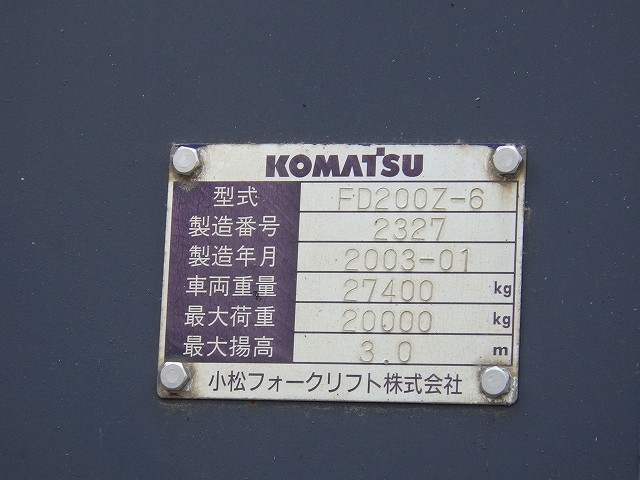 KOMATSU
型式 FD200Z-6
製造番号 2327
製造年月 2003-01
車両重量 27400 kg
最大荷重 20000 kg
最大揚高 3.0 m
小松フォークリフト株式会社